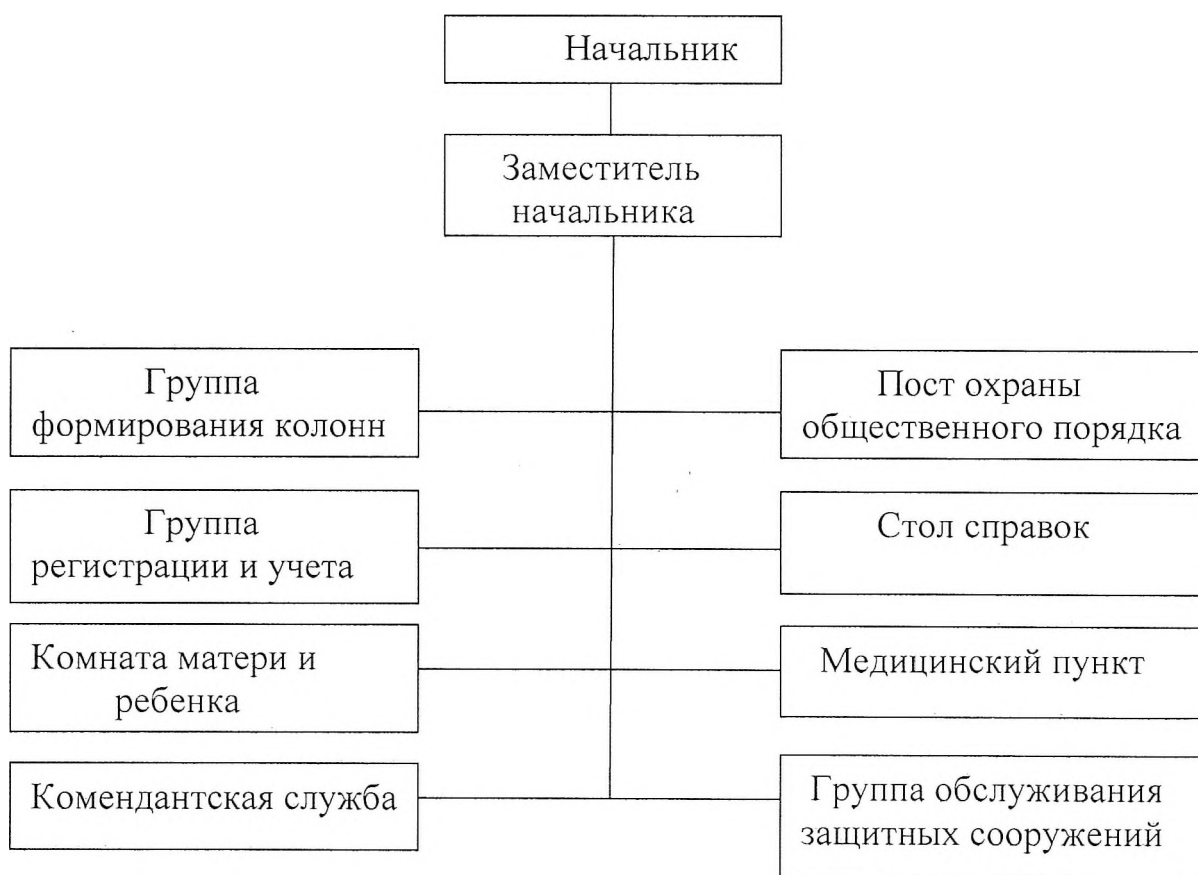 Начальник
Заместитель
начальника
Группа
формирования колонн
Пост охраны
общественного порядка
Группа
регистрации и учета
Стол справок
Комната матери и
ребенка
Медицинский пункт
Комендантская служба
Группа обслуживания
защитных сооружений